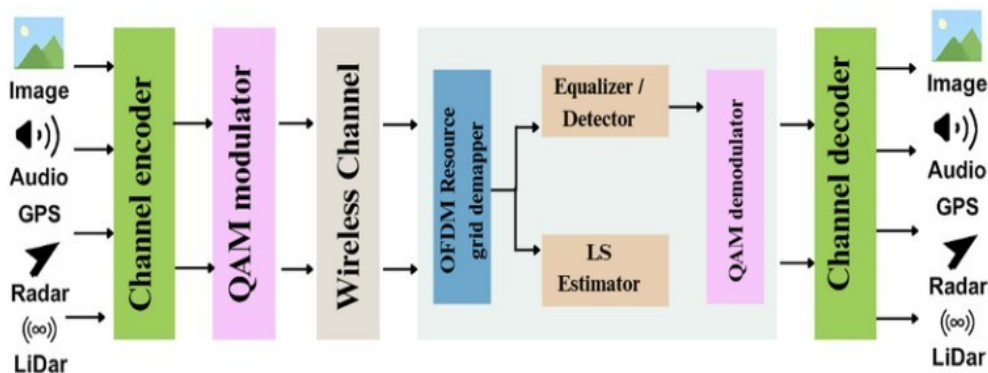 Image
Audio
GPS
Radar
LiDar
Channel encoder
QAM modulator
Wireless Channel
OFDM Resource
grid demapper
Equalizer /
Detector
LS
Estimator
QAM demodulator
Channel decoder
Image
Audio
GPS
Radar
LiDar